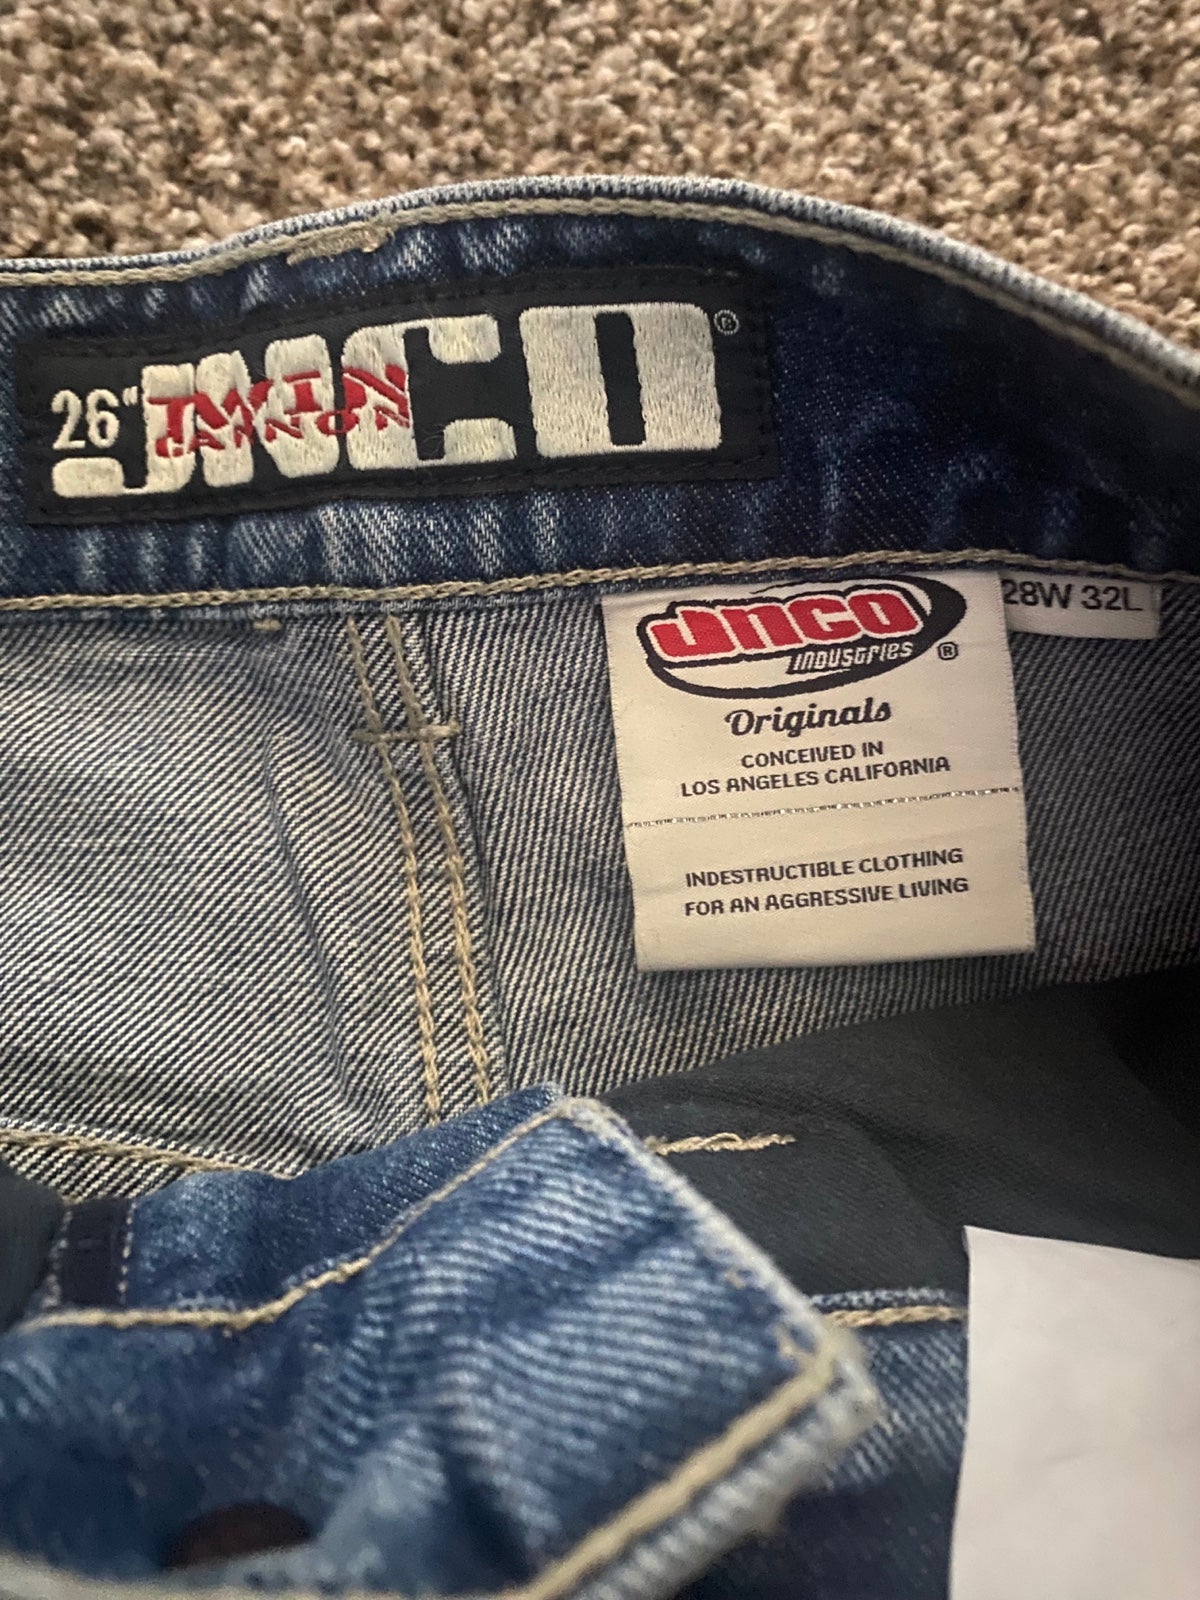 26" JNCO ®
TWIN
CANNON
JNCO
INDUSTRIES ®
Originals
CONCEIVED IN
LOS ANGELES CALIFORNIA
INDESTRUCTIBLE CLOTHING
FOR AN AGGRESSIVE LIVING
28W 32L